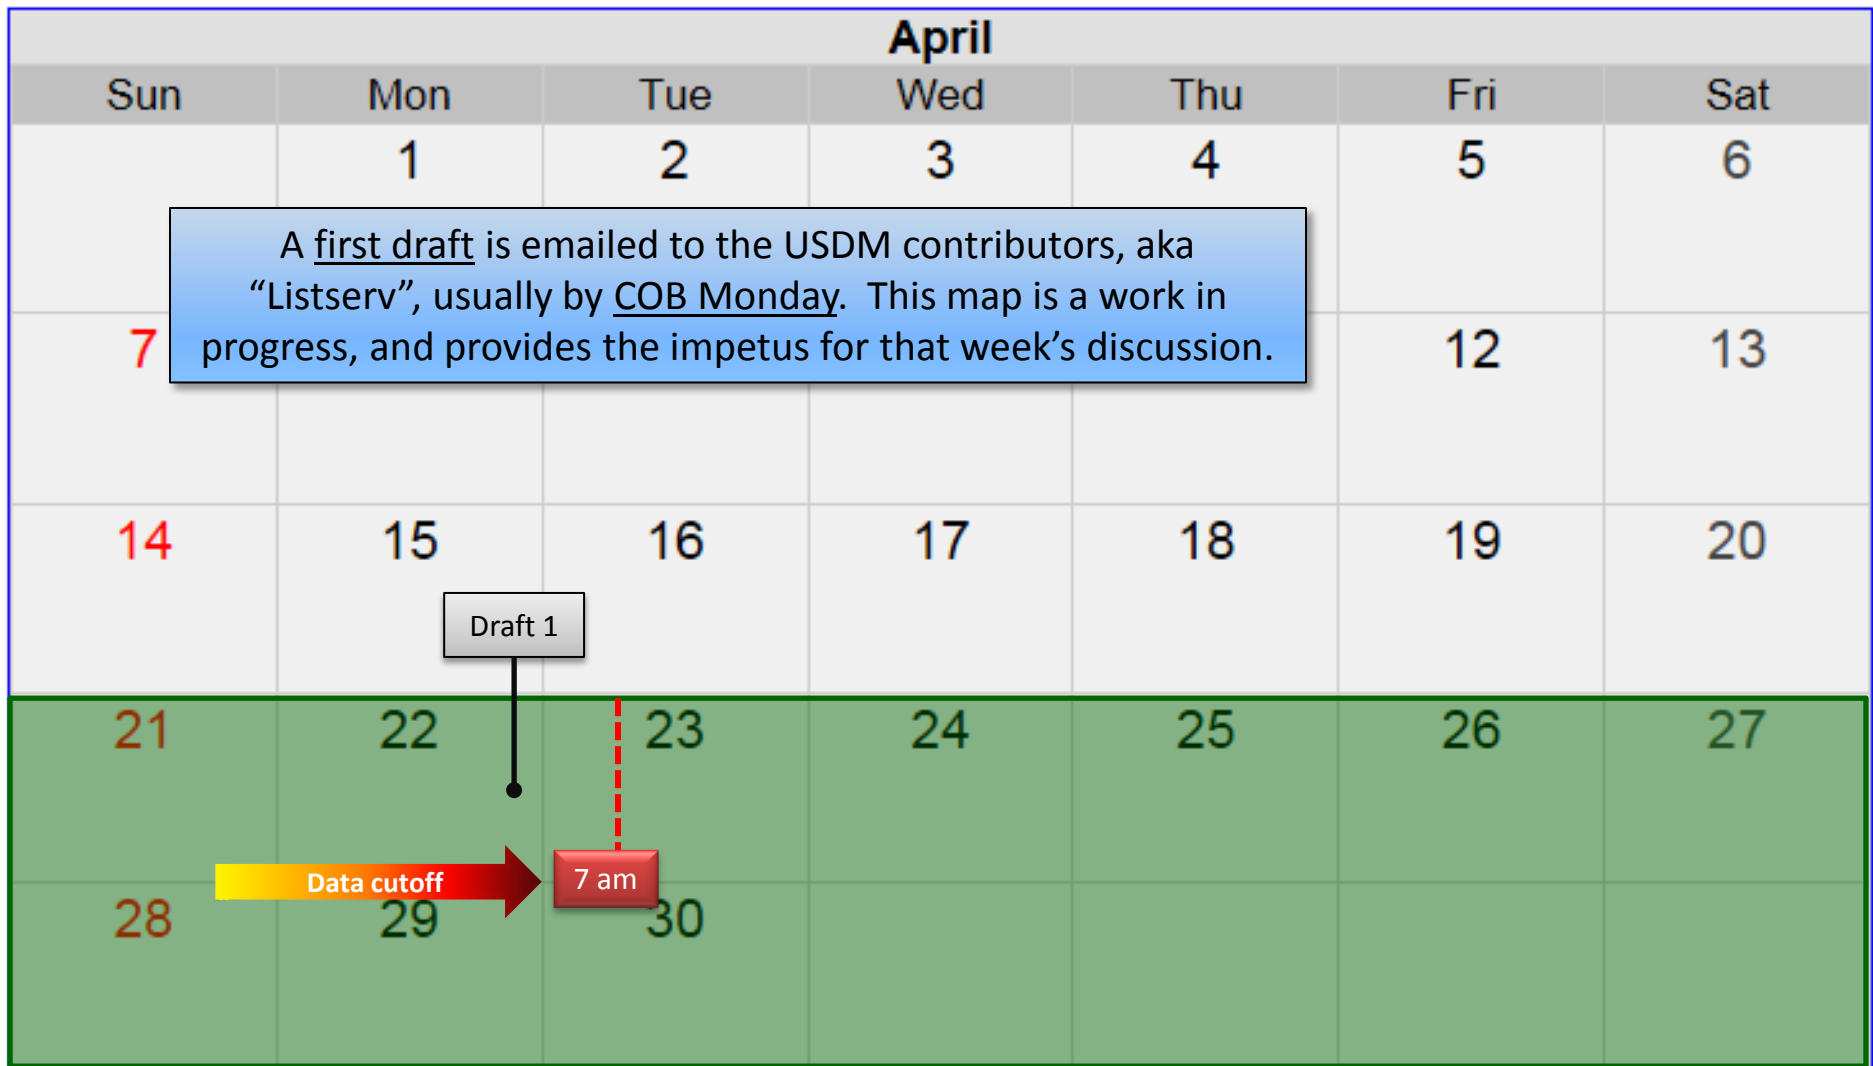 April
Sun Mon Tue Wed Thu Fri Sat
1 2 3 4 5 6
A first draft is emailed to the USDM contributors, aka
“Listserv”, usually by COB Monday.  This map is a work in
progress, and provides the impetus for that week’s discussion.
7 12 13
14 15 16 17 18 19 20
Draft 1
21 22 23 24 25 26 27
Data cutoff 7 am
28 29 30